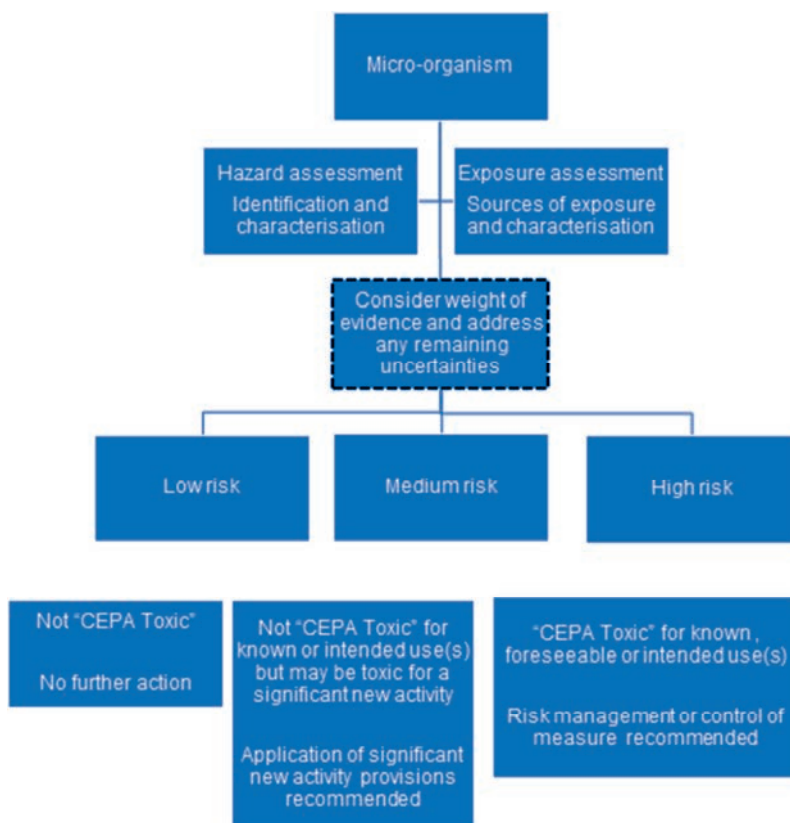 Micro-organism
Hazard assessment
Identification and
characterisation
Exposure assessment
Sources of exposure
and characterisation
Consider weight of
evidence and address
any remaining
uncertainties
Low risk
Medium risk
High risk
Not “CEPA Toxic”
No further action
Not “CEPA Toxic” for
known or intended use(s)
but may be toxic for a
significant new activity
Application of significant
new activity provisions
recommended
“CEPA Toxic” for known,
foreseeable or intended use(s)
Risk management or control of
measure recommended